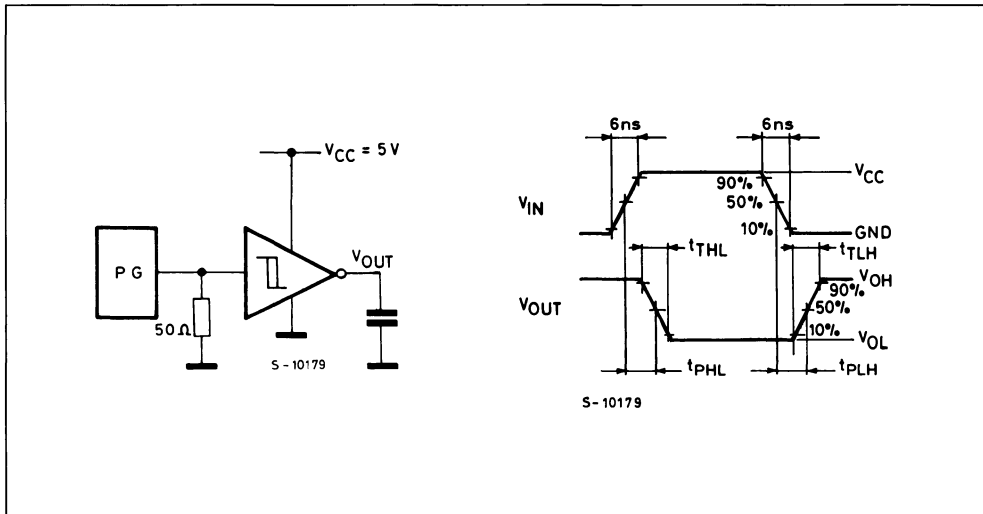 V_CC = 5 V
P G
50 Ω
V_OUT
S-10179
6ns 6ns
V_IN
90%
50%
10%
V_CC
GND
t_THL
t_TLH
V_OUT
V_OH
90%
50%
10%
V_OL
t_PHL
t_PLH
S-10179